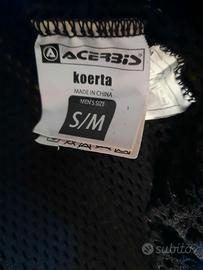 ACERBIS
koerta
MADE IN CHINA
MEN'S SIZE
S/M
subito